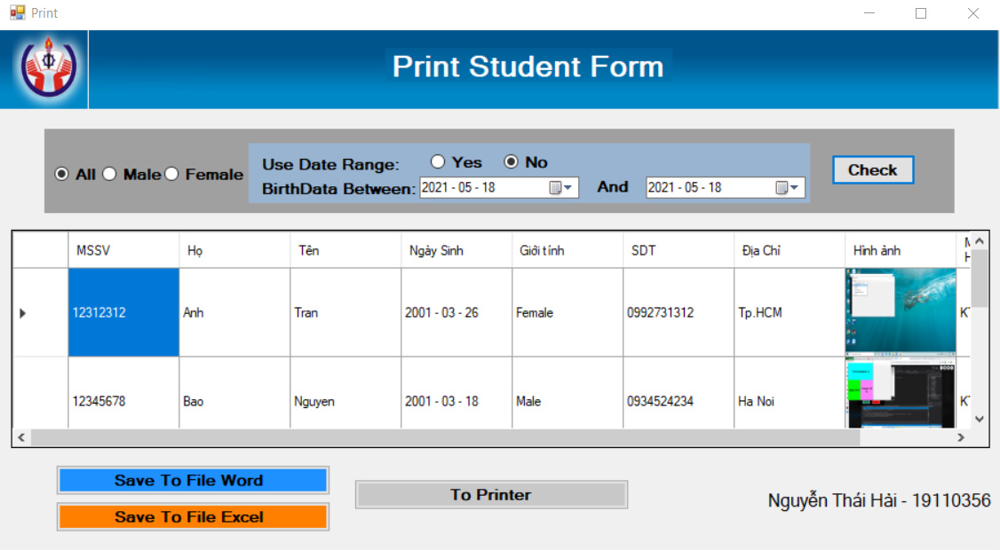 Print
Print Student Form
All Male Female
Use Date Range: Yes No
BirthData Between: 2021 - 05 - 18 And 2021 - 05 - 18
Check
MSSV Họ Tên Ngày Sinh Giới tính SDT Địa Chỉ Hình ảnh
12312312 Anh Tran 2001 - 03 - 26 Female 0992731312 Tp.HCM
12345678 Bao Nguyen 2001 - 03 - 18 Male 0934524234 Ha Noi
Save To File Word
To Printer
Save To File Excel
Nguyễn Thái Hải - 19110356